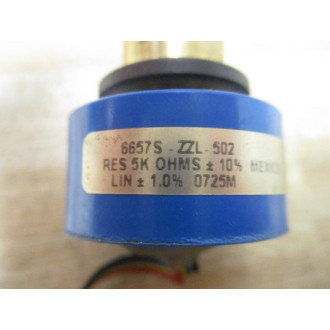 6657S-ZZL-502
RES 5K OHMS ± 10% MEXICO
LIN ± 1.0% 0725M